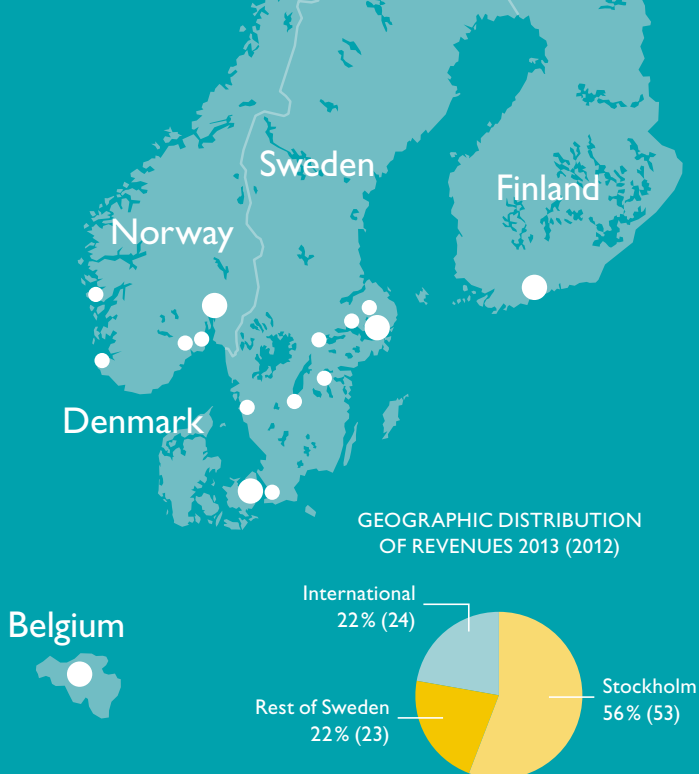 Sweden
Finland
Norway
Denmark
GEOGRAPHIC DISTRIBUTION
OF REVENUES 2013 (2012)
International
22% (24)
Belgium
Stockholm
56% (53)
Rest of Sweden
22% (23)